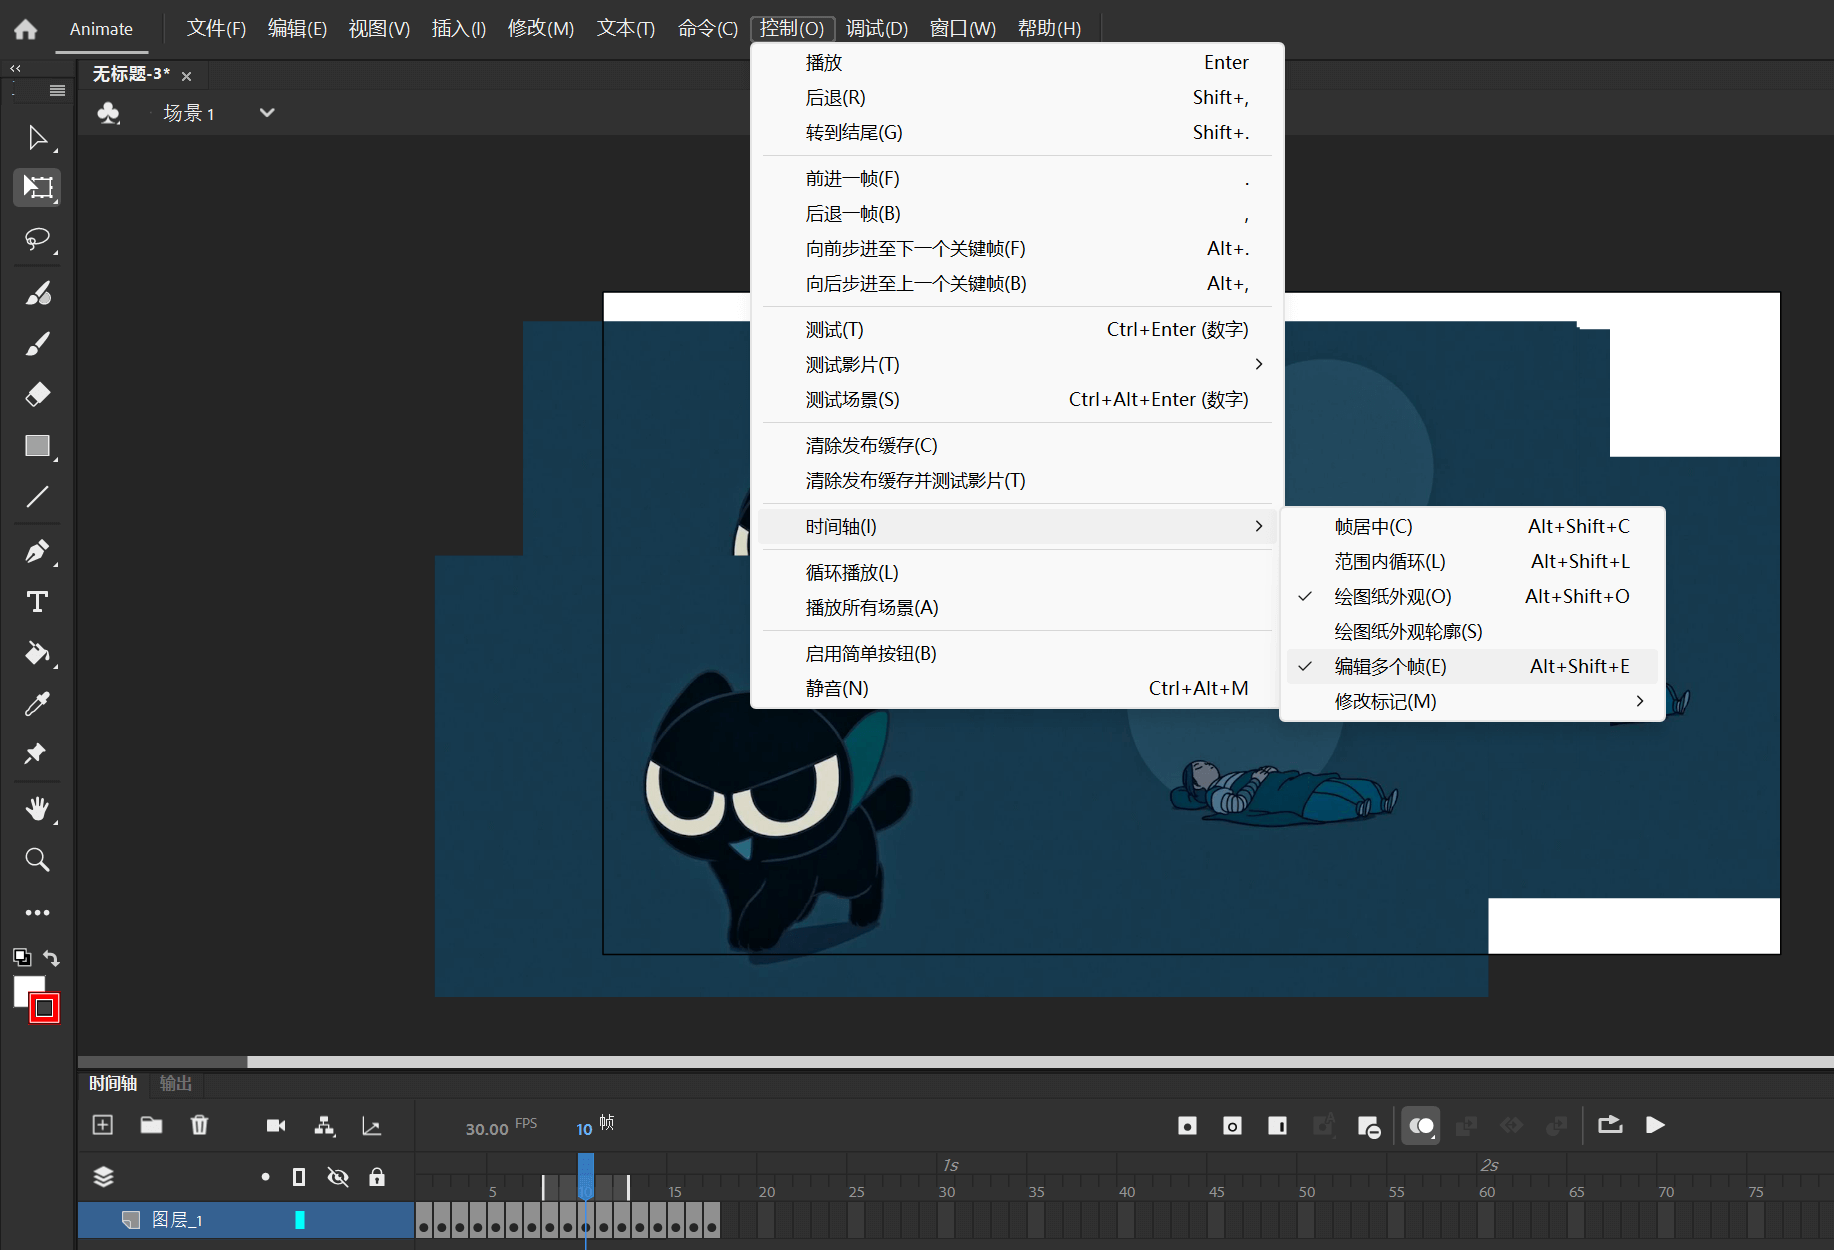 Animate 文件(F) 编辑(E) 视图(V) 插入(I) 修改(M) 文本(T) 命令(C) 控制(O) 调试(D) 窗口(W) 帮助(H)
无标题-3* ×
场景 1
播放 Enter
后退(R) Shift+,
转到结尾(G) Shift+.
前进一帧(F) .
后退一帧(B) ,
向前步进至下一个关键帧(F) Alt+.
向后步进至上一个关键帧(B) Alt+,
测试(T) Ctrl+Enter (数字)
测试影片(T)
测试场景(S) Ctrl+Alt+Enter (数字)
清除发布缓存(C)
清除发布缓存并测试影片(T)
时间轴(I)
循环播放(L)
播放所有场景(A)
启用简单按钮(B)
静音(N) Ctrl+Alt+M
帧居中(C) Alt+Shift+C
范围内循环(L) Alt+Shift+L
绘图纸外观(O) Alt+Shift+O
绘图纸外观轮廓(S)
编辑多个帧(E) Alt+Shift+E
修改标记(M)
时间轴 输出
30.00 FPS 10 帧
1s 2s
5 10 15 20 25 30 35 40 45 50 55 60 65 70 75
图层_1